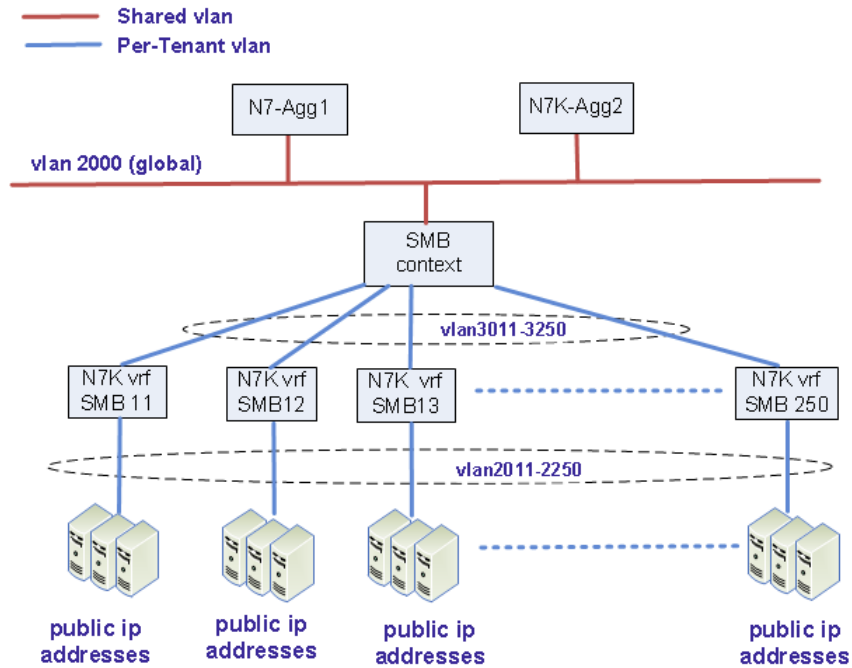 Shared vlan
Per-Tenant vlan
N7-Agg1
N7K-Agg2
vlan 2000 (global)
SMB
context
vlan3011-3250
N7K vrf
SMB 11
N7K vrf
SMB12
N7K vrf
SMB13
N7K vrf
SMB 250
vlan2011-2250
public ip
addresses
public ip
addresses
public ip
addresses
public ip
addresses